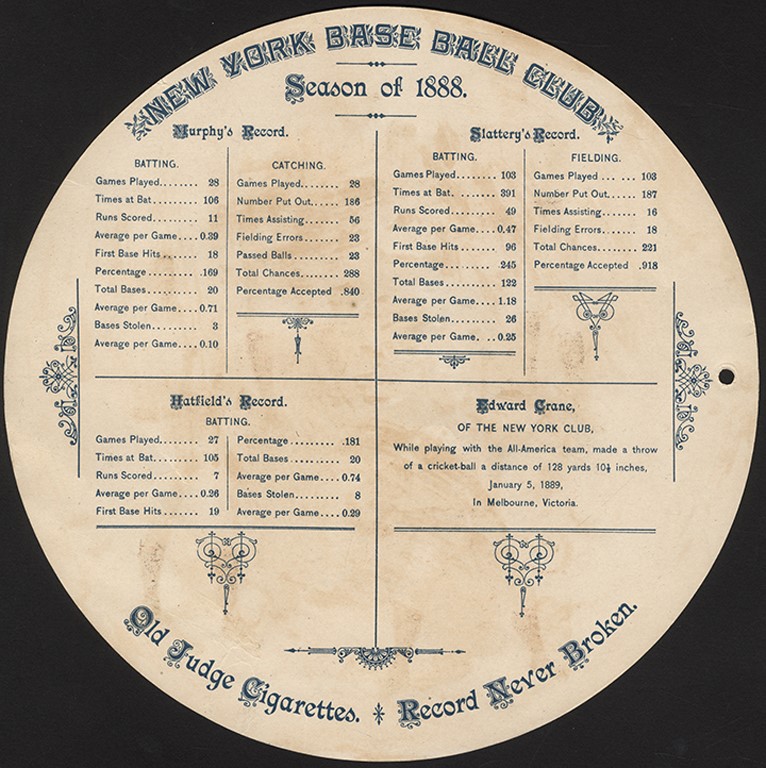 NEW YORK BASE BALL CLUB
Season of 1888.
Murphy's Record.
BATTING.
Games Played........ 28
Times at Bat......... 106
Runs Scored......... 11
Average per Game.... 0.39
First Base Hits....... 18
Percentage.......... .169
Total Bases.......... 20
Average per Game.... 0.71
Bases Stolen......... 3
Average per Game.... 0.10
CATCHING.
Games Played....... 28
Number Put Out...... 186
Times Assisting...... 56
Fielding Errors....... 23
Passed Balls........ 23
Total Chances....... 288
Percentage Accepted .840
Slattery's Record.
BATTING.
Games Played........ 103
Times at Bat......... 391
Runs Scored......... 49
Average per Game.... 0.47
First Base Hits....... 96
Percentage.......... .245
Total Bases.......... 122
Average per Game.... 1.18
Bases Stolen......... 26
Average per Game. .. 0.25
FIELDING.
Games Played ... .... 103
Number Put Out...... 187
Times Assisting...... 16
Fielding Errors....... 18
Total Chances....... 221
Percentage Accepted .918
Hatfield's Record.
BATTING.
Games Played........ 27
Times at Bat......... 105
Runs Scored......... 7
Average per Game.... 0.26
First Base Hits....... 19
Percentage.......... .181
Total Bases.......... 20
Average per Game.... 0.74
Bases Stolen......... 8
Average per Game.... 0.29
Edward Crane,
OF THE NEW YORK CLUB,
While playing with the All-America team, made a throw
of a cricket-ball a distance of 128 yards 10½ inches,
January 5, 1889,
In Melbourne, Victoria.
Old Judge Cigarettes. Record Never Broken.